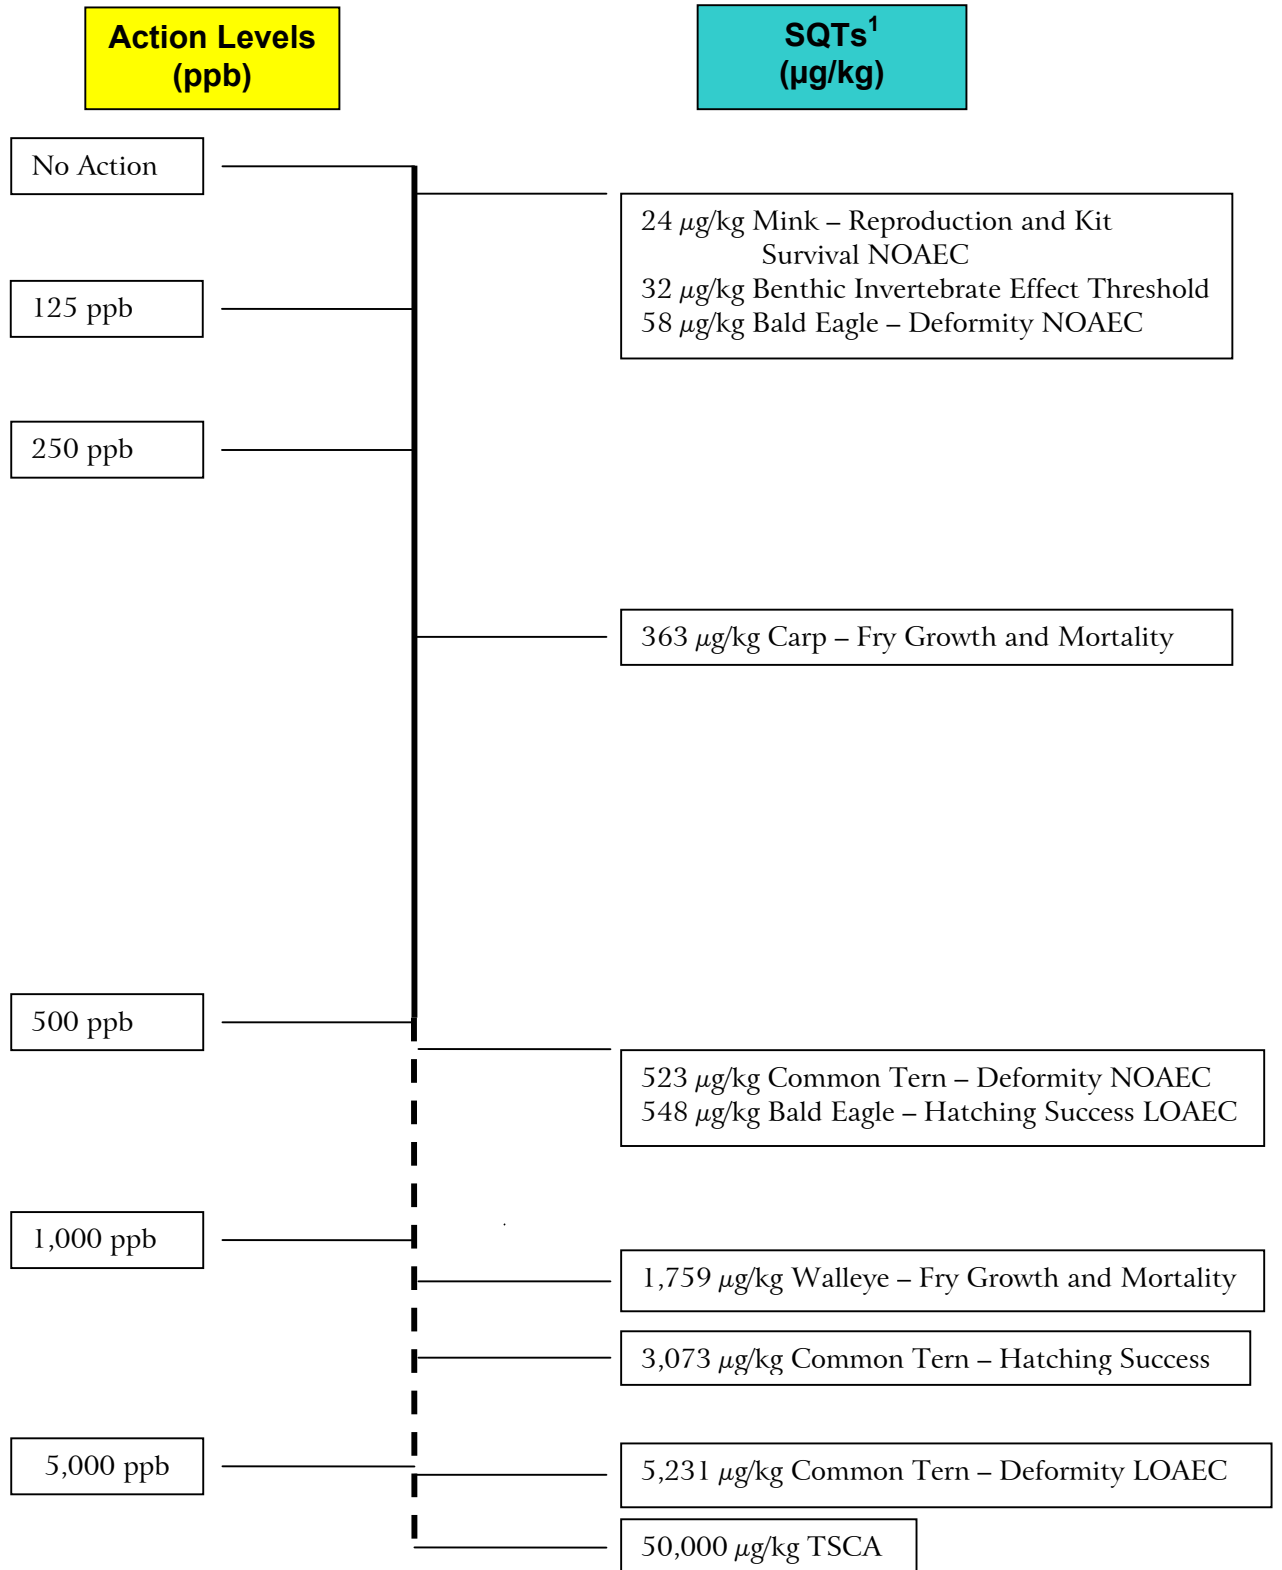 Action Levels
(ppb)
SQTs¹
(µg/kg)
No Action
24 µg/kg Mink – Reproduction and Kit
Survival NOAEC
32 µg/kg Benthic Invertebrate Effect Threshold
58 µg/kg Bald Eagle – Deformity NOAEC
125 ppb
250 ppb
363 µg/kg Carp – Fry Growth and Mortality
500 ppb
523 µg/kg Common Tern – Deformity NOAEC
548 µg/kg Bald Eagle – Hatching Success LOAEC
1,000 ppb
1,759 µg/kg Walleye – Fry Growth and Mortality
3,073 µg/kg Common Tern – Hatching Success
5,000 ppb
5,231 µg/kg Common Tern – Deformity LOAEC
50,000 µg/kg TSCA